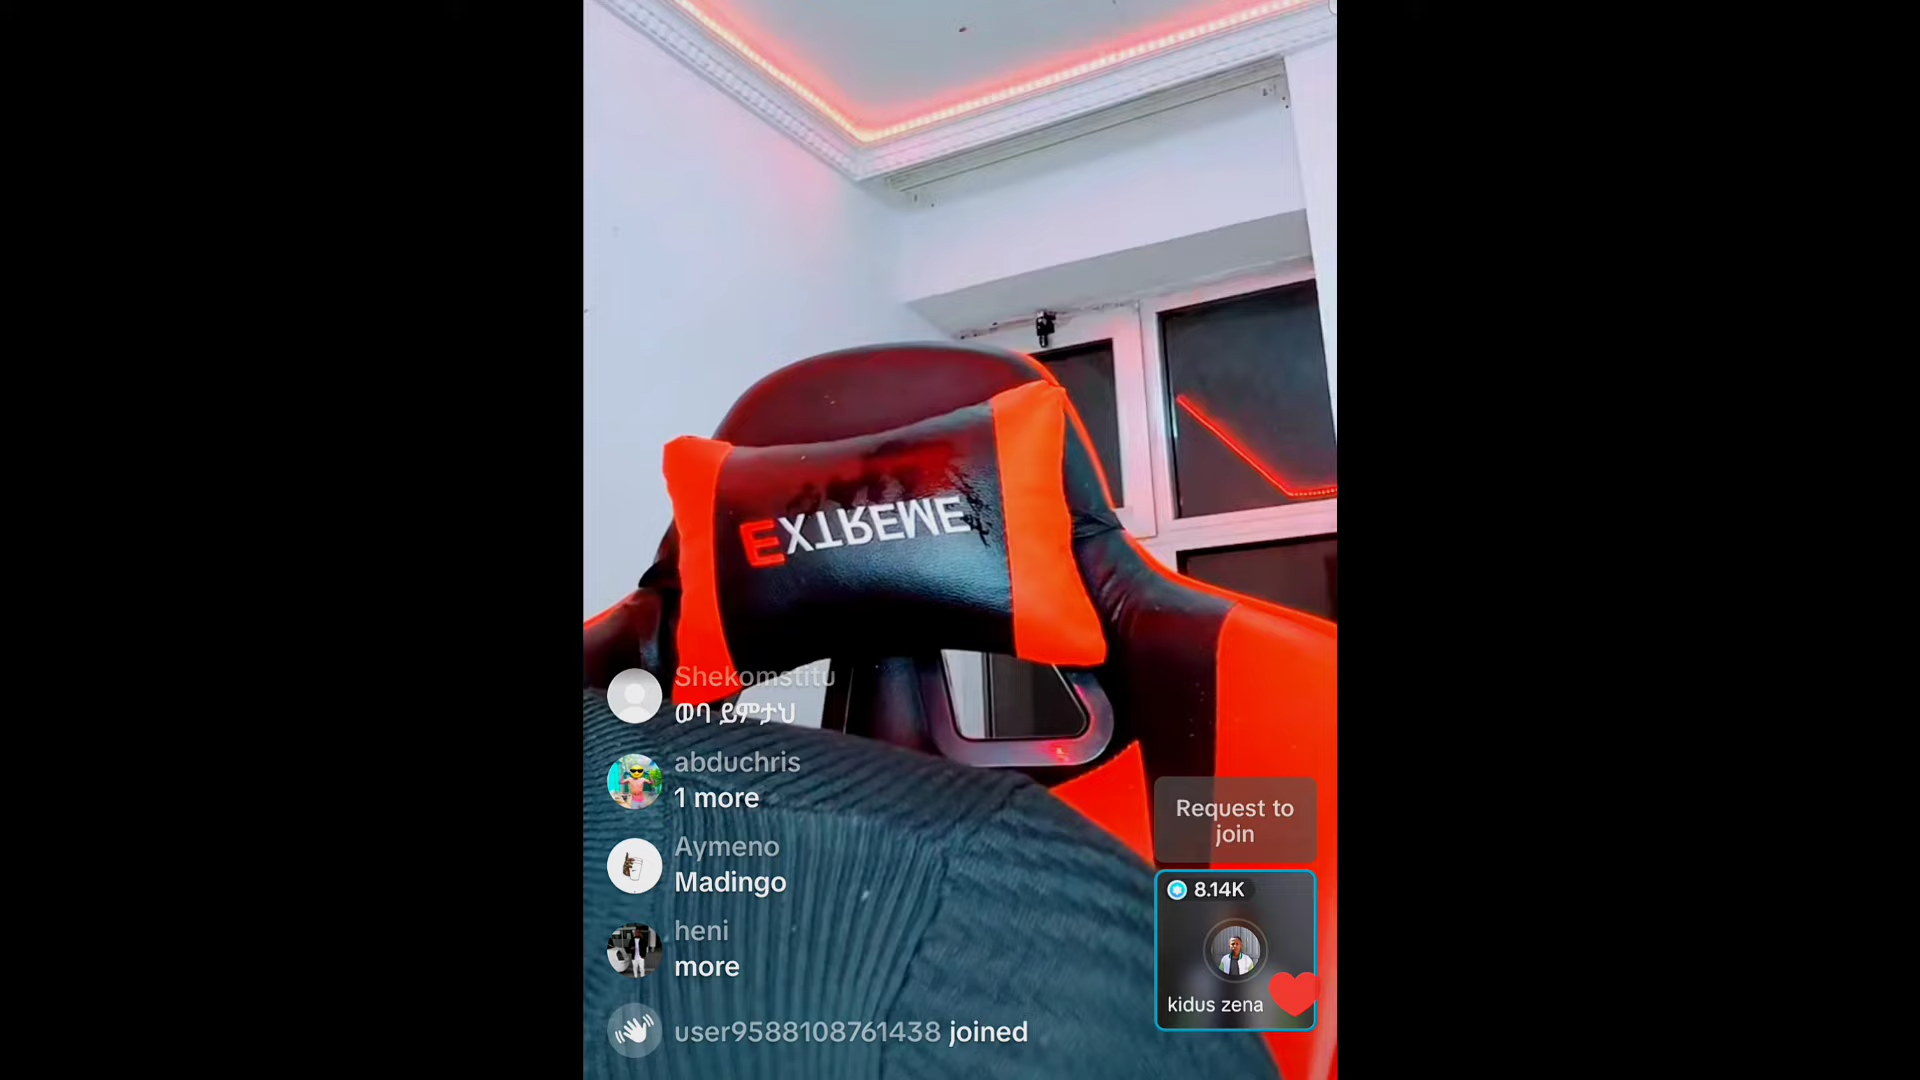 EXTREME
Shekomstitu
ወባ ይምታህ
abduchris
1 more
Aymeno
Madingo
heni
more
user9588108761438 joined
Request to
join
8.14K
kidus zena